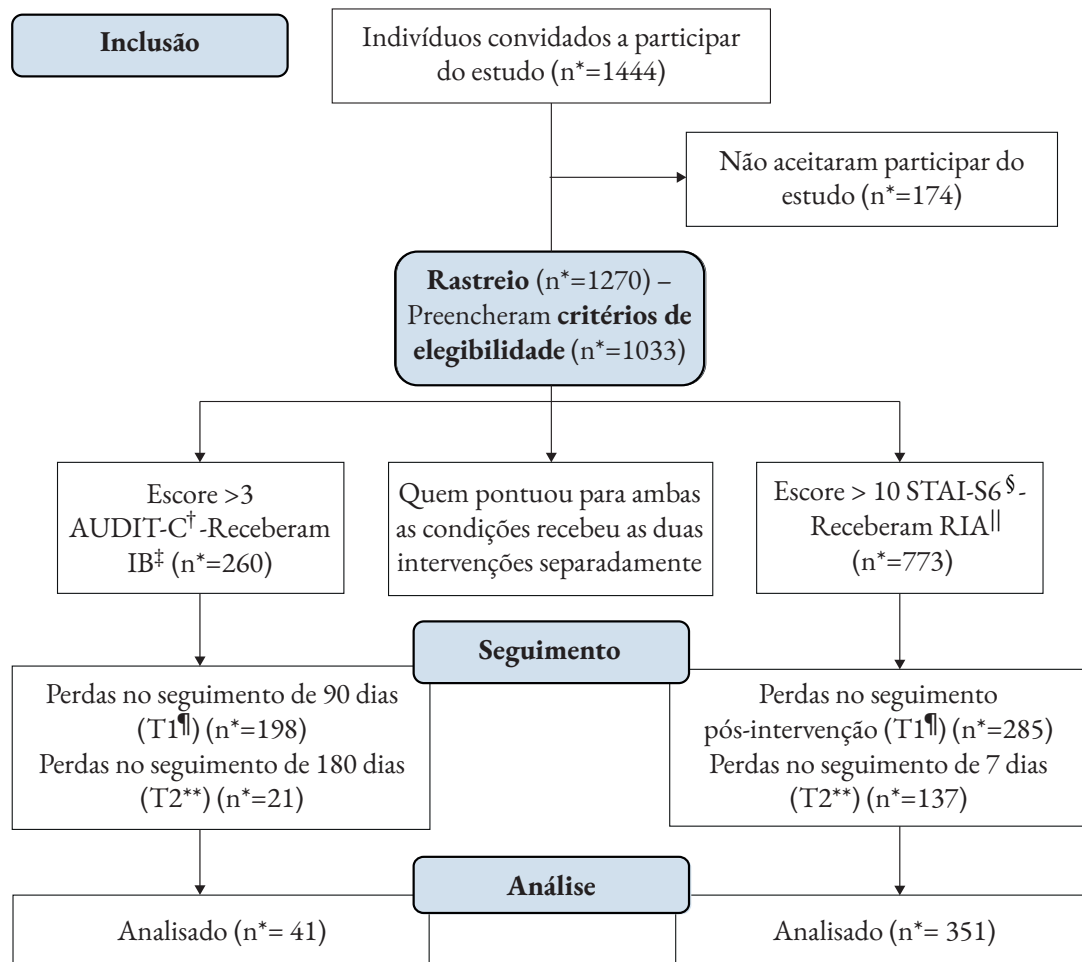 Inclusão
Indivíduos convidados a participar
do estudo (n*=1444)
Não aceitaram participar do
estudo (n*=174)
Rastreio (n*=1270) –
Preencheram critérios de
elegibilidade (n*=1033)
Escore >3
AUDIT-C†-Receberam
IB‡ (n*=260)
Quem pontuou para ambas
as condições recebeu as duas
intervenções separadamente
Escore > 10 STAI-S6§-
Receberam RIA||
(n*=773)
Seguimento
Perdas no seguimento de 90 dias
(T1¶) (n*=198)
Perdas no seguimento de 180 dias
(T2**) (n*=21)
Perdas no seguimento
pós-intervenção (T1¶) (n*=285)
Perdas no seguimento de 7 dias
(T2**) (n*=137)
Análise
Analisado (n*= 41)
Analisado (n*= 351)